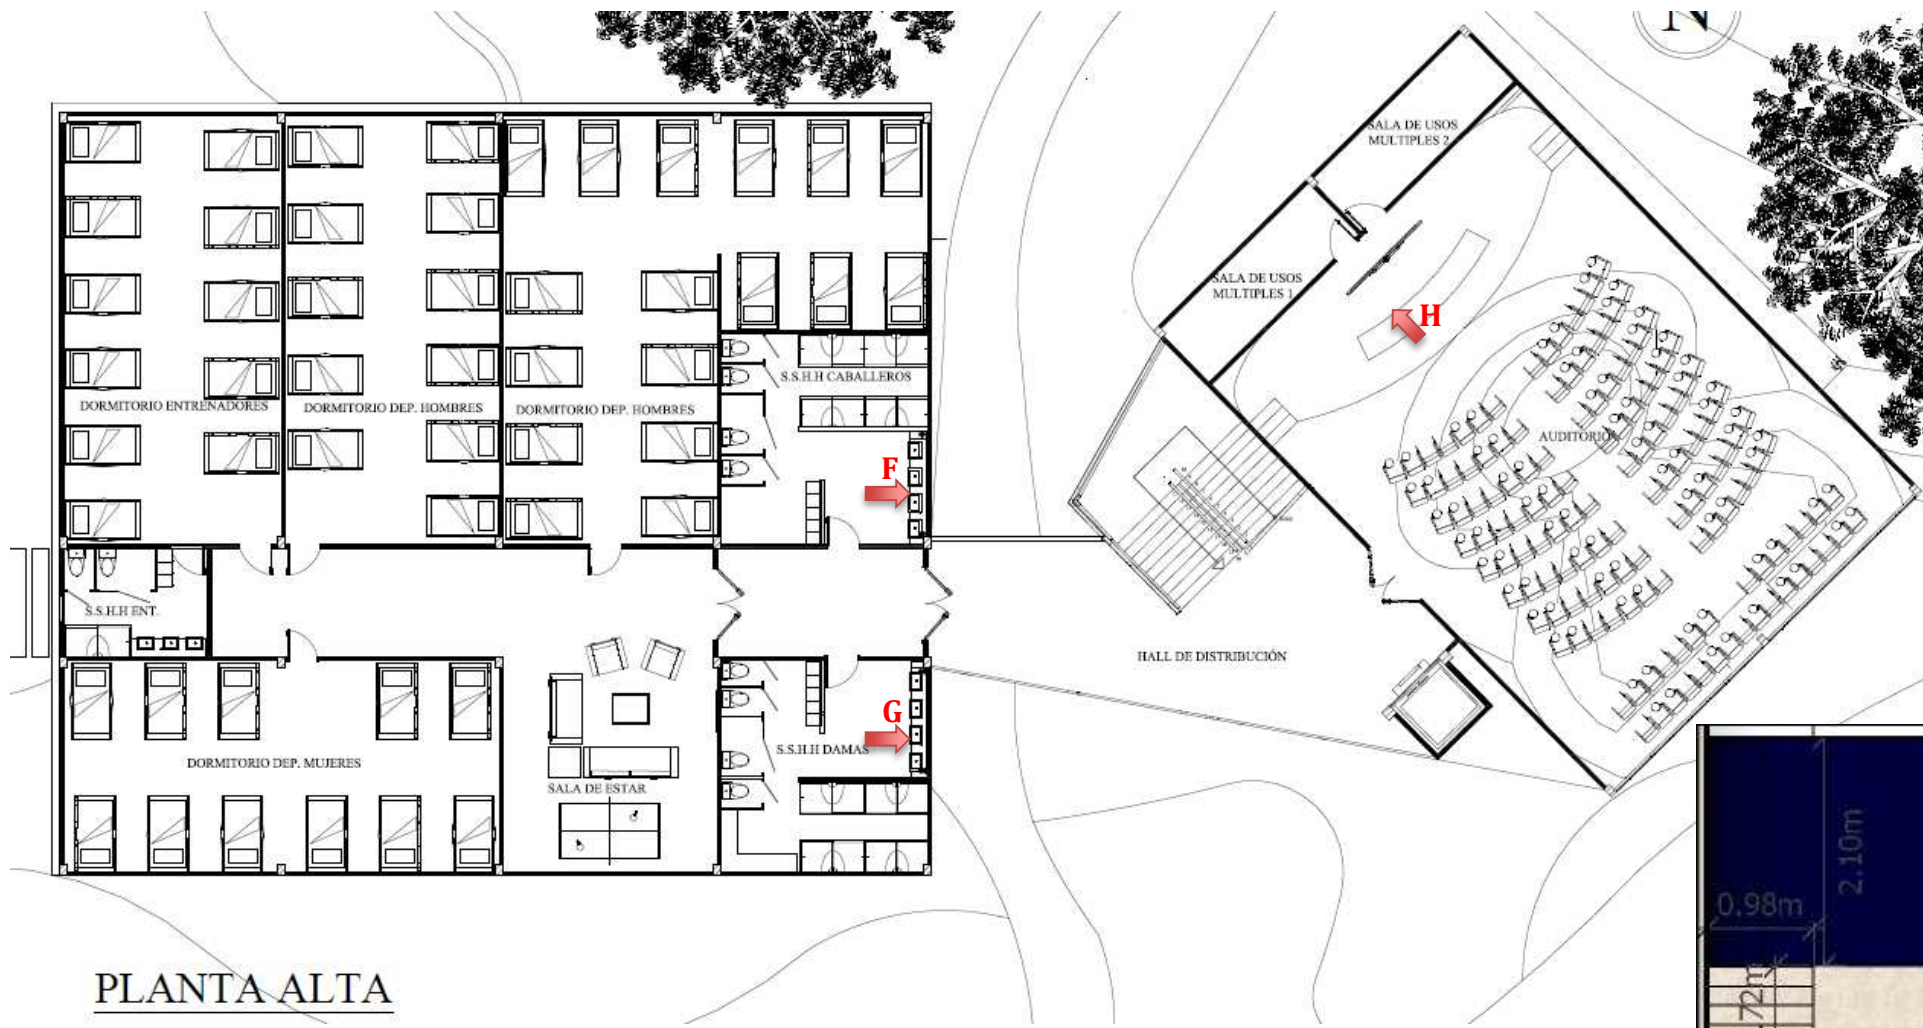 N
SALA DE USOS
MULTIPLES 2
SALA DE USOS
MULTIPLES 1
H
S.S.H.H CABALLEROS
DORMITORIO ENTRENADORES
DORMITORIO DEP. HOMBRES
DORMITORIO DEP. HOMBRES
AUDITORIO
F
S.S.H.H ENT.
HALL DE DISTRIBUCIÓN
G
S.S.H.H DAMAS
DORMITORIO DEP. MUJERES
SALA DE ESTAR
2.10m
0.98m
72m
PLANTA ALTA